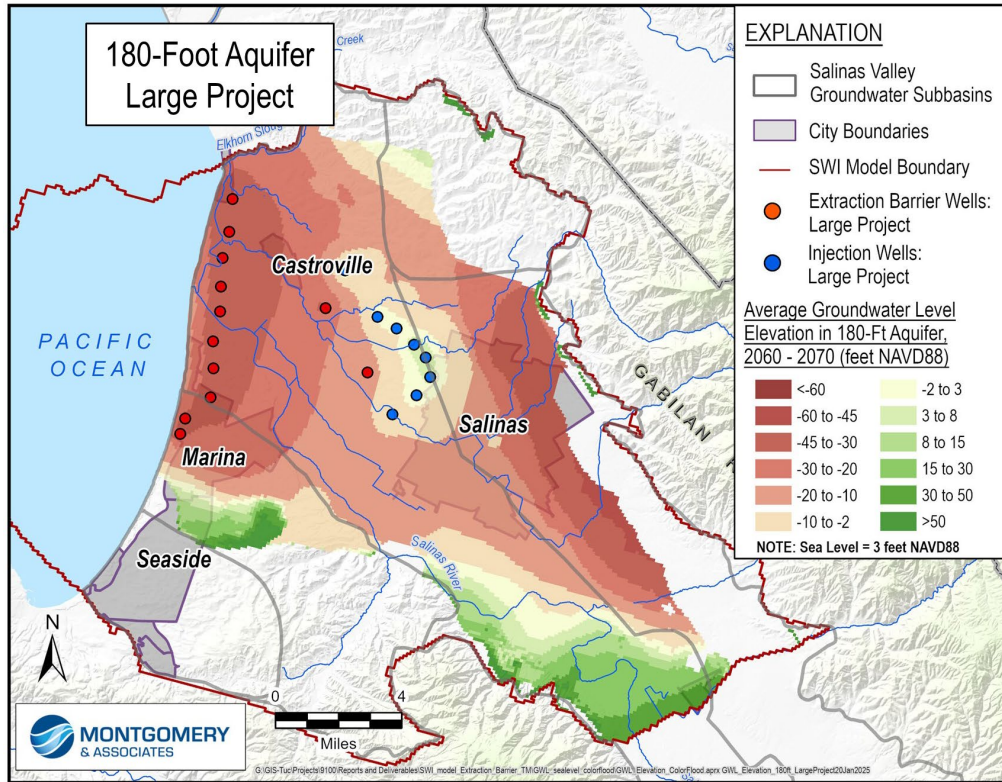 180-Foot Aquifer
Large Project
Creek
Elkhorn Slough
Castroville
PACIFIC
OCEAN
Salinas
Marina
GABILAN
Seaside
Salinas River
N
0
4
Miles
MONTGOMERY
& ASSOCIATES
EXPLANATION
Salinas Valley
Groundwater Subbasins
City Boundaries
SWI Model Boundary
Extraction Barrier Wells:
Large Project
Injection Wells:
Large Project
Average Groundwater Level
Elevation in 180-Ft Aquifer,
2060 - 2070 (feet NAVD88)
<-60
-60 to -45
-45 to -30
-30 to -20
-20 to -10
-10 to -2
-2 to 3
3 to 8
8 to 15
15 to 30
30 to 50
>50
NOTE: Sea Level = 3 feet NAVD88